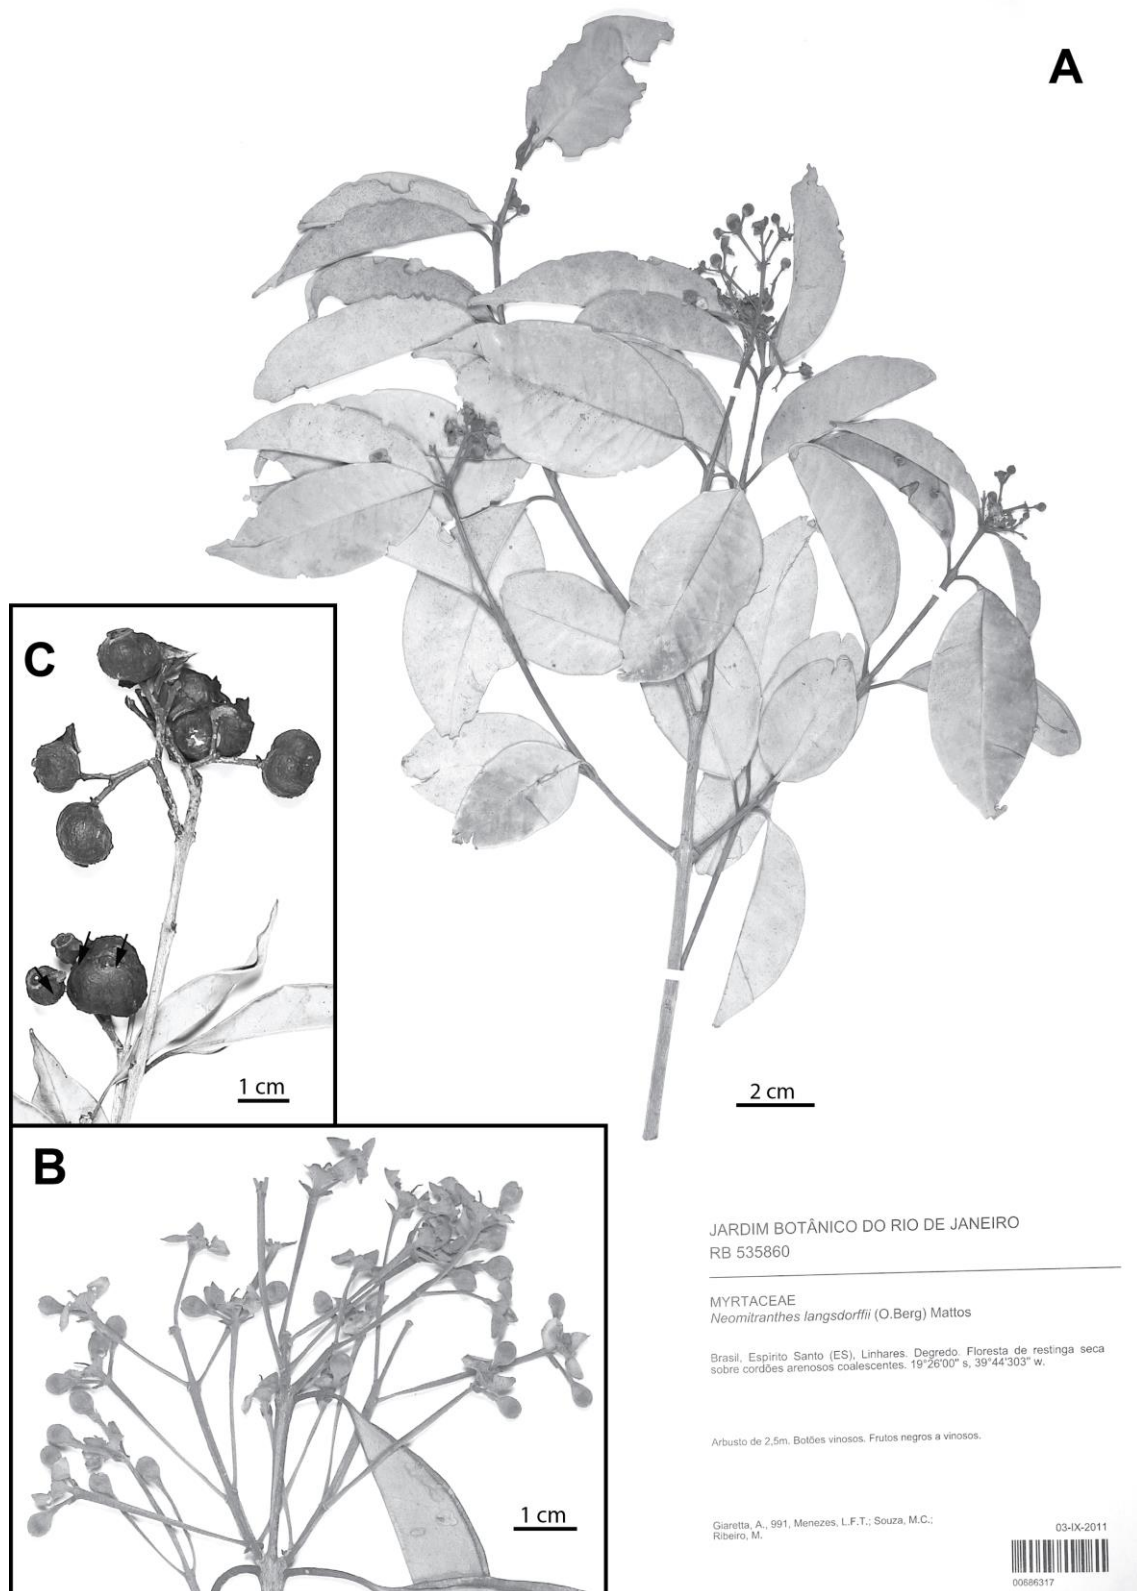 A
2 cm
C
1 cm
B
1 cm
JARDIM BOTÂNICO DO RIO DE JANEIRO
RB 535860
MYRTACEAE
Neomitranthes langsdorffii (O.Berg) Mattos
Brasil, Espírito Santo (ES), Linhares. Degredo. Floresta de restinga seca
sobre cordões arenosos coalescentes. 19°26'00" s, 39°44'303" w.
Arbusto de 2,5m. Botões vinosos. Frutos negros a vinosos.
Giaretta, A., 991, Menezes, L.F.T.; Souza, M.C.;
Ribeiro, M.
03-IX-2011
00686317